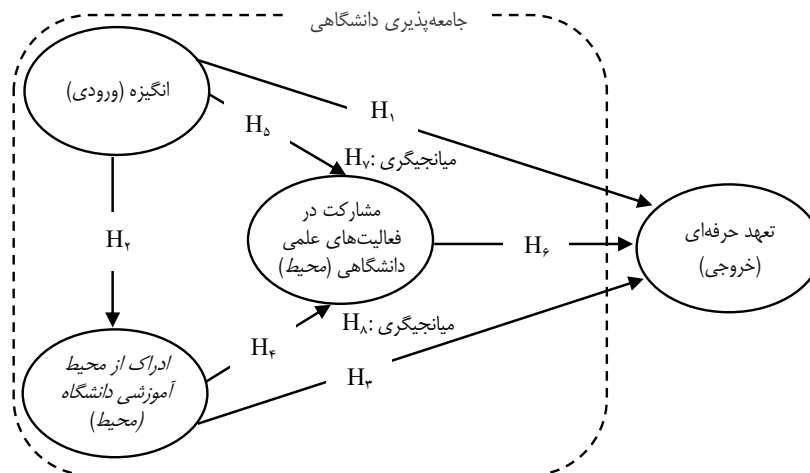 جامعه‌پذیری دانشگاهی
انگیزه (ورودی)
H۱
H۵
H۷: میانجیگری
مشارکت در
فعالیت‌های علمی
دانشگاهی (محیط)
H۲
H۶
تعهد حرفه‌ای
(خروجی)
H۸: میانجیگری
H۴
H۳
ادراک از محیط
آموزشی دانشگاه
(محیط)